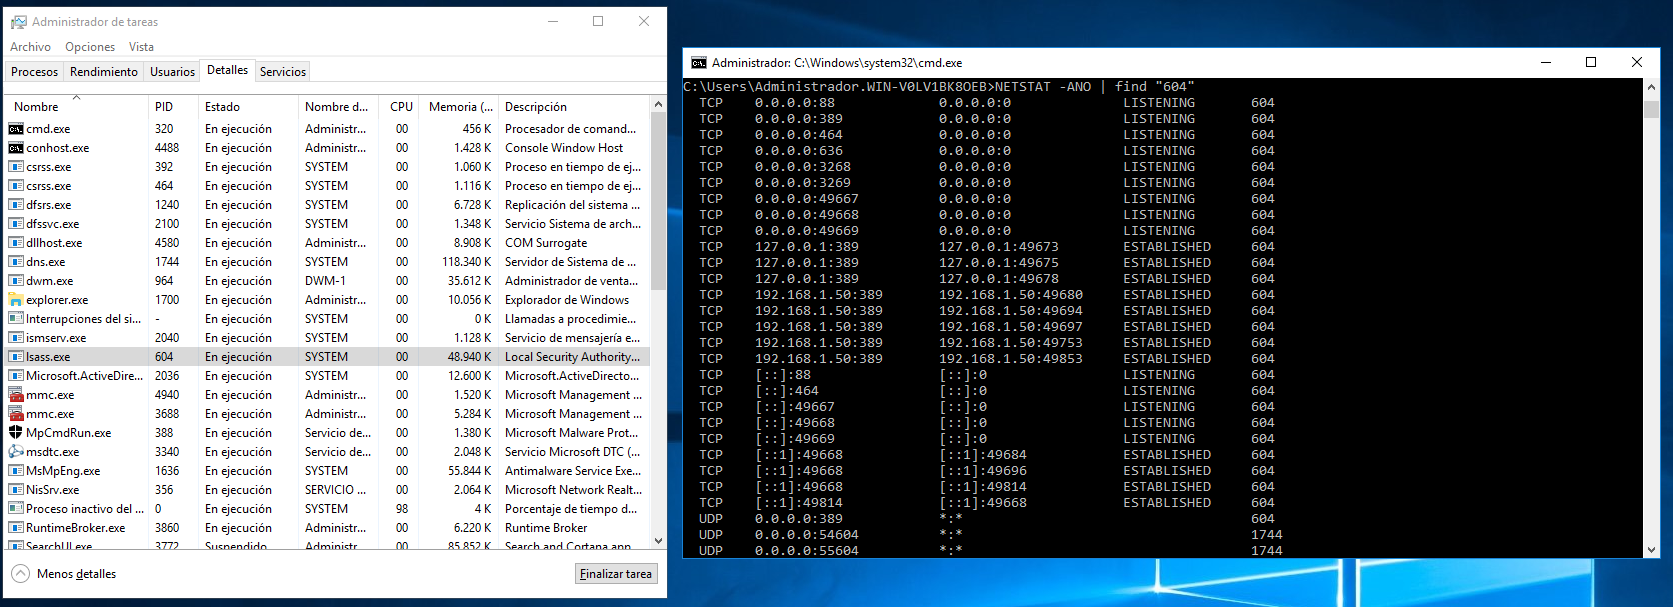 Administrador de tareas
Archivo Opciones Vista
Procesos Rendimiento Usuarios Detalles Servicios
Nombre PID Estado Nombre d... CPU Memoria (... Descripción
cmd.exe 320 En ejecución Administr... 00 456 K Procesador de comand...
conhost.exe 4488 En ejecución Administr... 00 1.428 K Console Window Host
csrss.exe 392 En ejecución SYSTEM 00 1.060 K Proceso en tiempo de ej...
csrss.exe 464 En ejecución SYSTEM 00 1.116 K Proceso en tiempo de ej...
dfsrs.exe 1240 En ejecución SYSTEM 00 6.728 K Replicación del sistema ...
dfssvc.exe 2100 En ejecución SYSTEM 00 1.348 K Servicio Sistema de arch...
dllhost.exe 4580 En ejecución Administr... 00 8.908 K COM Surrogate
dns.exe 1744 En ejecución SYSTEM 00 118.340 K Servidor de Sistema de ...
dwm.exe 964 En ejecución DWM-1 00 35.612 K Administrador de venta...
explorer.exe 1700 En ejecución Administr... 00 10.056 K Explorador de Windows
Interrupciones del si... - En ejecución SYSTEM 00 0 K Llamadas a procedimie...
ismserv.exe 2040 En ejecución SYSTEM 00 1.128 K Servicio de mensajería e...
lsass.exe 604 En ejecución SYSTEM 00 48.940 K Local Security Authority...
Microsoft.ActiveDire... 2036 En ejecución SYSTEM 00 12.600 K Microsoft.ActiveDirecto...
mmc.exe 4940 En ejecución Administr... 00 1.520 K Microsoft Management ...
mmc.exe 3688 En ejecución Administr... 00 5.284 K Microsoft Management ...
MpCmdRun.exe 388 En ejecución Servicio de... 00 1.380 K Microsoft Malware Prot...
msdtc.exe 3340 En ejecución Servicio de... 00 2.048 K Servicio Microsoft DTC (...
MsMpEng.exe 1636 En ejecución SYSTEM 00 55.844 K Antimalware Service Exe...
NisSrv.exe 356 En ejecución SERVICIO ... 00 2.064 K Microsoft Network Realt...
Proceso inactivo del ... 0 En ejecución SYSTEM 98 4 K Porcentaje de tiempo d...
RuntimeBroker.exe 3860 En ejecución Administr... 00 6.220 K Runtime Broker
SearchUI.exe 3772 Suspendido Administr... 00 85.852 K Search and Cortana app...
Menos detalles
Finalizar tarea
Administrador: C:\Windows\system32\cmd.exe
C:\Users\Administrador.WIN-V0LV1BK8OEB>NETSTAT -ANO | find "604"
TCP 0.0.0.0:88 0.0.0.0:0 LISTENING 604
TCP 0.0.0.0:389 0.0.0.0:0 LISTENING 604
TCP 0.0.0.0:464 0.0.0.0:0 LISTENING 604
TCP 0.0.0.0:636 0.0.0.0:0 LISTENING 604
TCP 0.0.0.0:3268 0.0.0.0:0 LISTENING 604
TCP 0.0.0.0:3269 0.0.0.0:0 LISTENING 604
TCP 0.0.0.0:49667 0.0.0.0:0 LISTENING 604
TCP 0.0.0.0:49668 0.0.0.0:0 LISTENING 604
TCP 0.0.0.0:49669 0.0.0.0:0 LISTENING 604
TCP 127.0.0.1:389 127.0.0.1:49673 ESTABLISHED 604
TCP 127.0.0.1:389 127.0.0.1:49675 ESTABLISHED 604
TCP 127.0.0.1:389 127.0.0.1:49678 ESTABLISHED 604
TCP 192.168.1.50:389 192.168.1.50:49680 ESTABLISHED 604
TCP 192.168.1.50:389 192.168.1.50:49694 ESTABLISHED 604
TCP 192.168.1.50:389 192.168.1.50:49697 ESTABLISHED 604
TCP 192.168.1.50:389 192.168.1.50:49753 ESTABLISHED 604
TCP 192.168.1.50:389 192.168.1.50:49853 ESTABLISHED 604
TCP [::]:88 [::]:0 LISTENING 604
TCP [::]:464 [::]:0 LISTENING 604
TCP [::]:49667 [::]:0 LISTENING 604
TCP [::]:49668 [::]:0 LISTENING 604
TCP [::]:49669 [::]:0 LISTENING 604
TCP [::1]:49668 [::1]:49684 ESTABLISHED 604
TCP [::1]:49668 [::1]:49696 ESTABLISHED 604
TCP [::1]:49668 [::1]:49814 ESTABLISHED 604
TCP [::1]:49814 [::1]:49668 ESTABLISHED 604
UDP 0.0.0.0:389 *:* 604
UDP 0.0.0.0:54604 *:* 1744
UDP 0.0.0.0:55604 *:* 1744